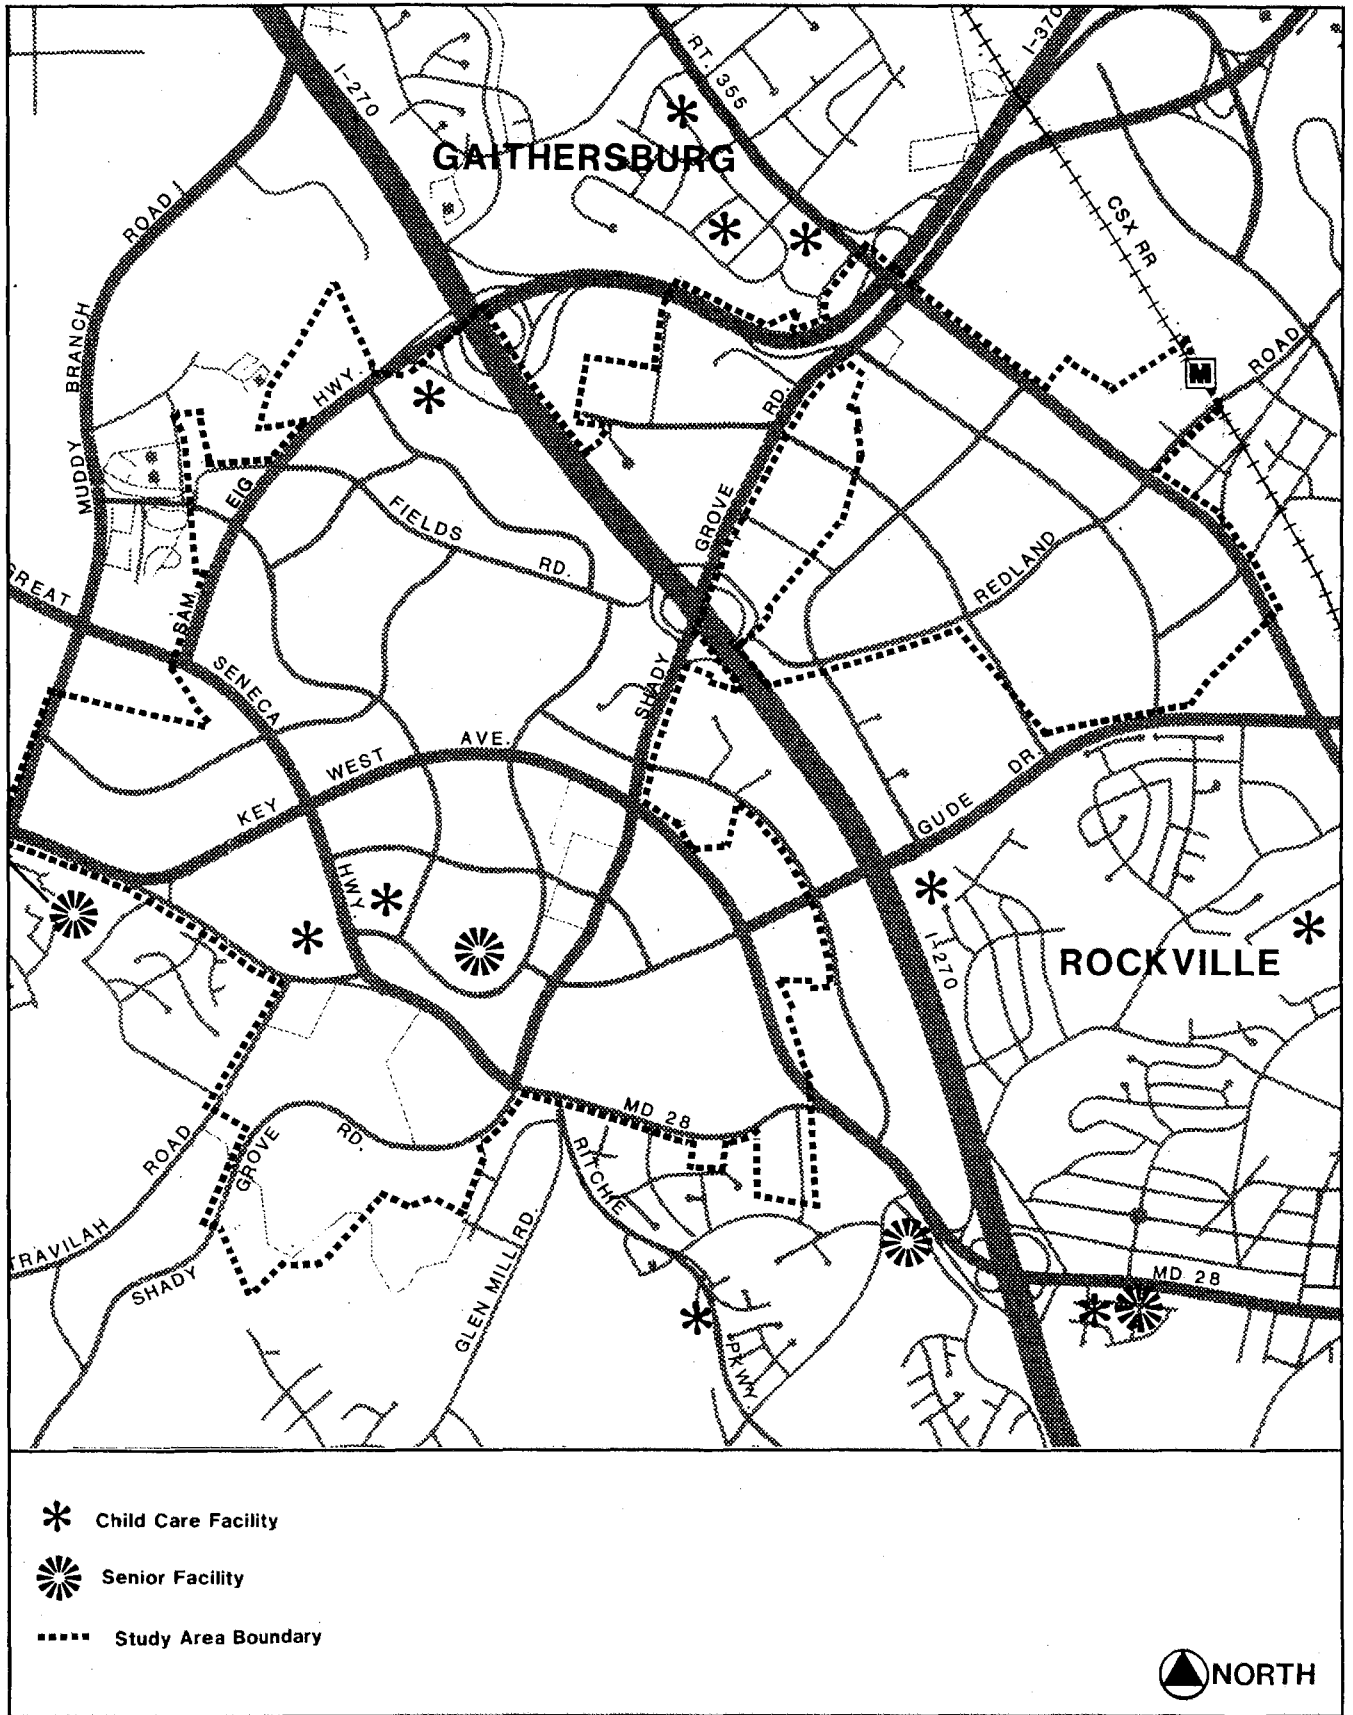 I-270
RT. 355
I-370
GAITHERSBURG
CSX RR
ROAD
MUDDY BRANCH
M
ROAD
HWY.
RD.
EIG
FIELDS
RD.
GROVE
REDLAND
GREAT
SAM
SENECA
SHADY
KEY WEST AVE.
GUDE DR.
HWY.
I-270
ROCKVILLE
MD 28
RITCHIE
ROAD
GROVE
RD.
TRAVILAH
SHADY
GLEN MILL RD.
MD 28
PKWY.
Child Care Facility
Senior Facility
Study Area Boundary
NORTH